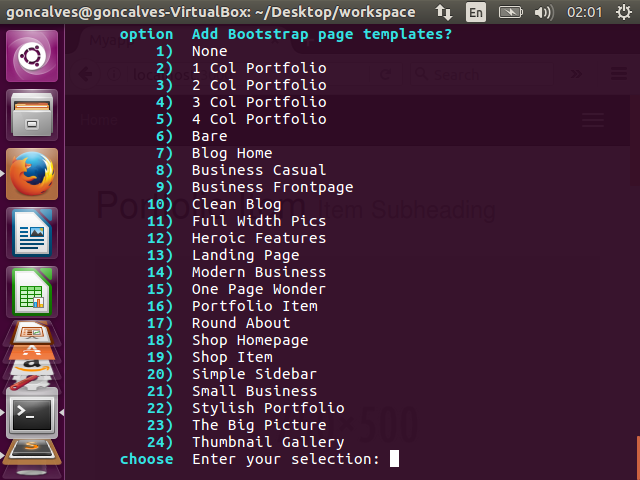 goncalves@goncalves-VirtualBox: ~/Desktop/workspace En 02:01
option Add Bootstrap page templates?
1) None
2) 1 Col Portfolio
3) 2 Col Portfolio
4) 3 Col Portfolio
5) 4 Col Portfolio
6) Bare
7) Blog Home
8) Business Casual
9) Business Frontpage
10) Clean Blog
11) Full Width Pics
12) Heroic Features
13) Landing Page
14) Modern Business
15) One Page Wonder
16) Portfolio Item
17) Round About
18) Shop Homepage
19) Shop Item
20) Simple Sidebar
21) Small Business
22) Stylish Portfolio
23) The Big Picture
24) Thumbnail Gallery
choose Enter your selection:
Search
Home
Item Subheading